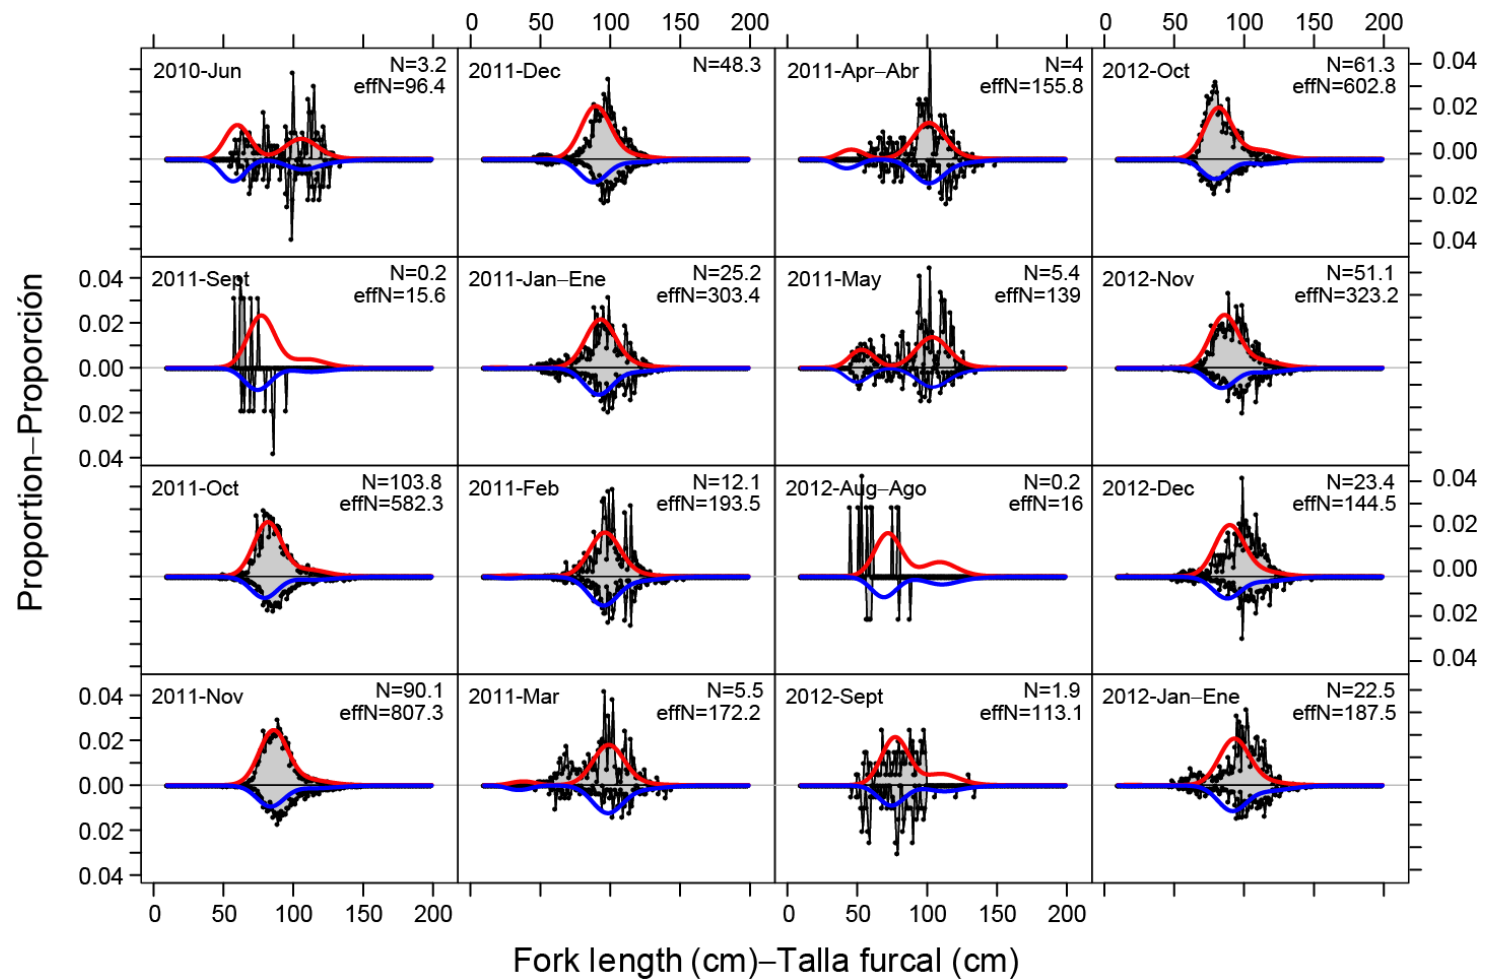 0 50 100 150 200
0 50 100 150 200
2010-Jun
N=3.2
effN=96.4
2011-Dec
N=48.3
2011-Apr–Abr
N=4
effN=155.8
2012-Oct
N=61.3
effN=602.8
0.04
0.02
0.00
0.02
0.04
2011-Sept
N=0.2
effN=15.6
2011-Jan–Ene
N=25.2
effN=303.4
2011-May
N=5.4
effN=139
2012-Nov
N=51.1
effN=323.2
0.04
0.02
0.00
0.02
0.04
2011-Oct
N=103.8
effN=582.3
2011-Feb
N=12.1
effN=193.5
2012-Aug–Ago
N=0.2
effN=16
2012-Dec
N=23.4
effN=144.5
0.04
0.02
0.00
0.02
0.04
2011-Nov
N=90.1
effN=807.3
2011-Mar
N=5.5
effN=172.2
2012-Sept
N=1.9
effN=113.1
2012-Jan–Ene
N=22.5
effN=187.5
0.04
0.02
0.00
0.02
0.04
0 50 100 150 200
0 50 100 150 200
Proportion–Proporción
Fork length (cm)–Talla furcal (cm)